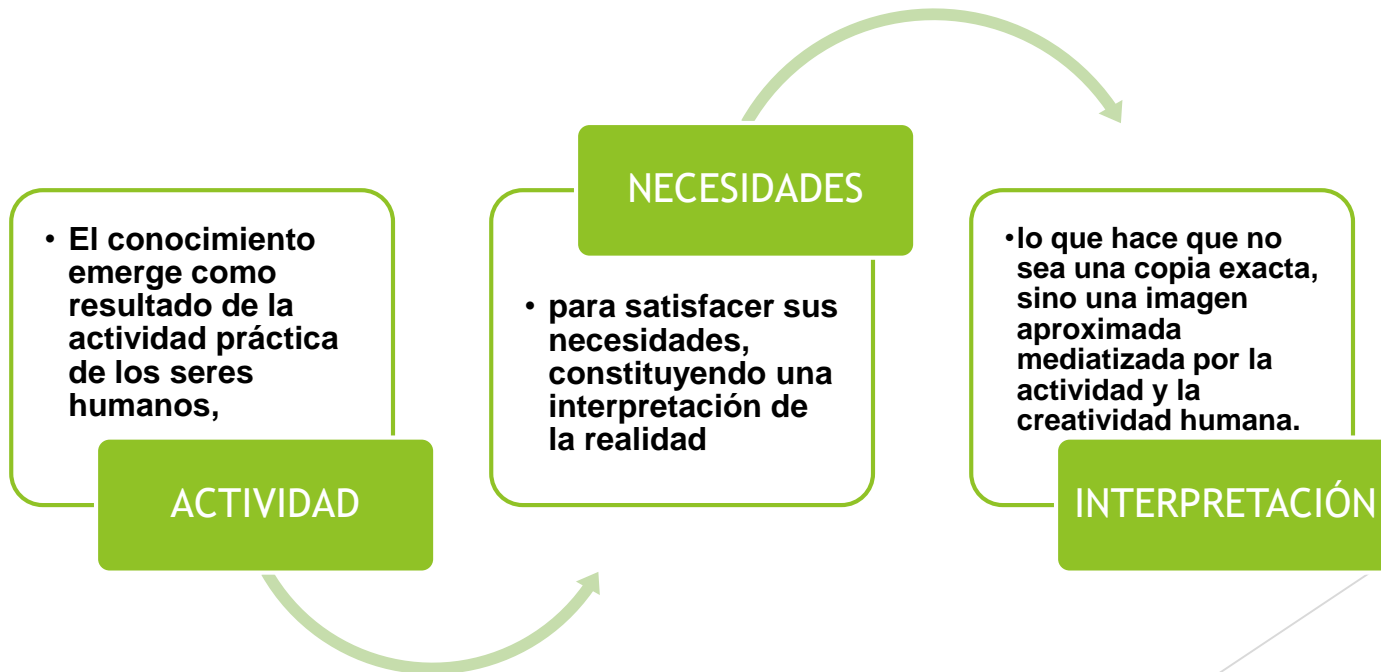 • El conocimiento
emerge como
resultado de la
actividad práctica
de los seres
humanos,
ACTIVIDAD
NECESIDADES
• para satisfacer sus
necesidades,
constituyendo una
interpretación de
la realidad
•lo que hace que no
sea una copia exacta,
sino una imagen
aproximada
mediatizada por la
actividad y la
creatividad humana.
INTERPRETACIÓN